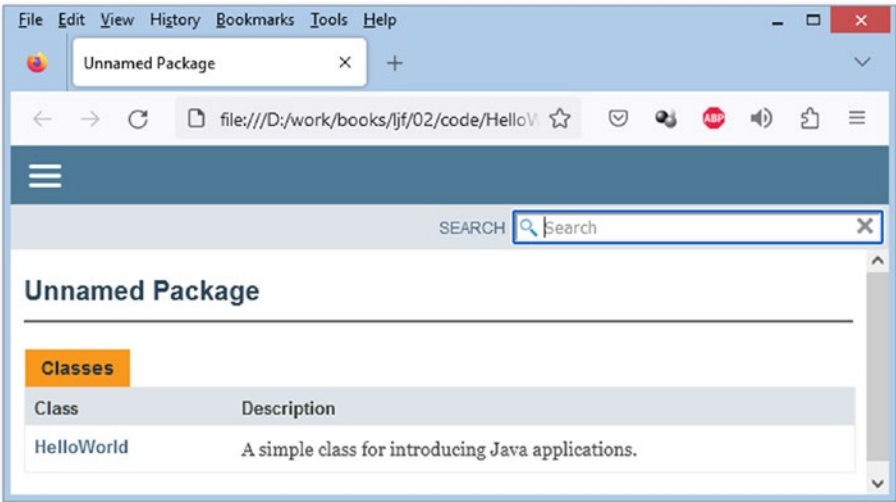 File Edit View History Bookmarks Tools Help
Unnamed Package
file:///D:/work/books/ljf/02/code/HelloW
ABP
SEARCH Search
Unnamed Package
Classes
Class Description
HelloWorld A simple class for introducing Java applications.